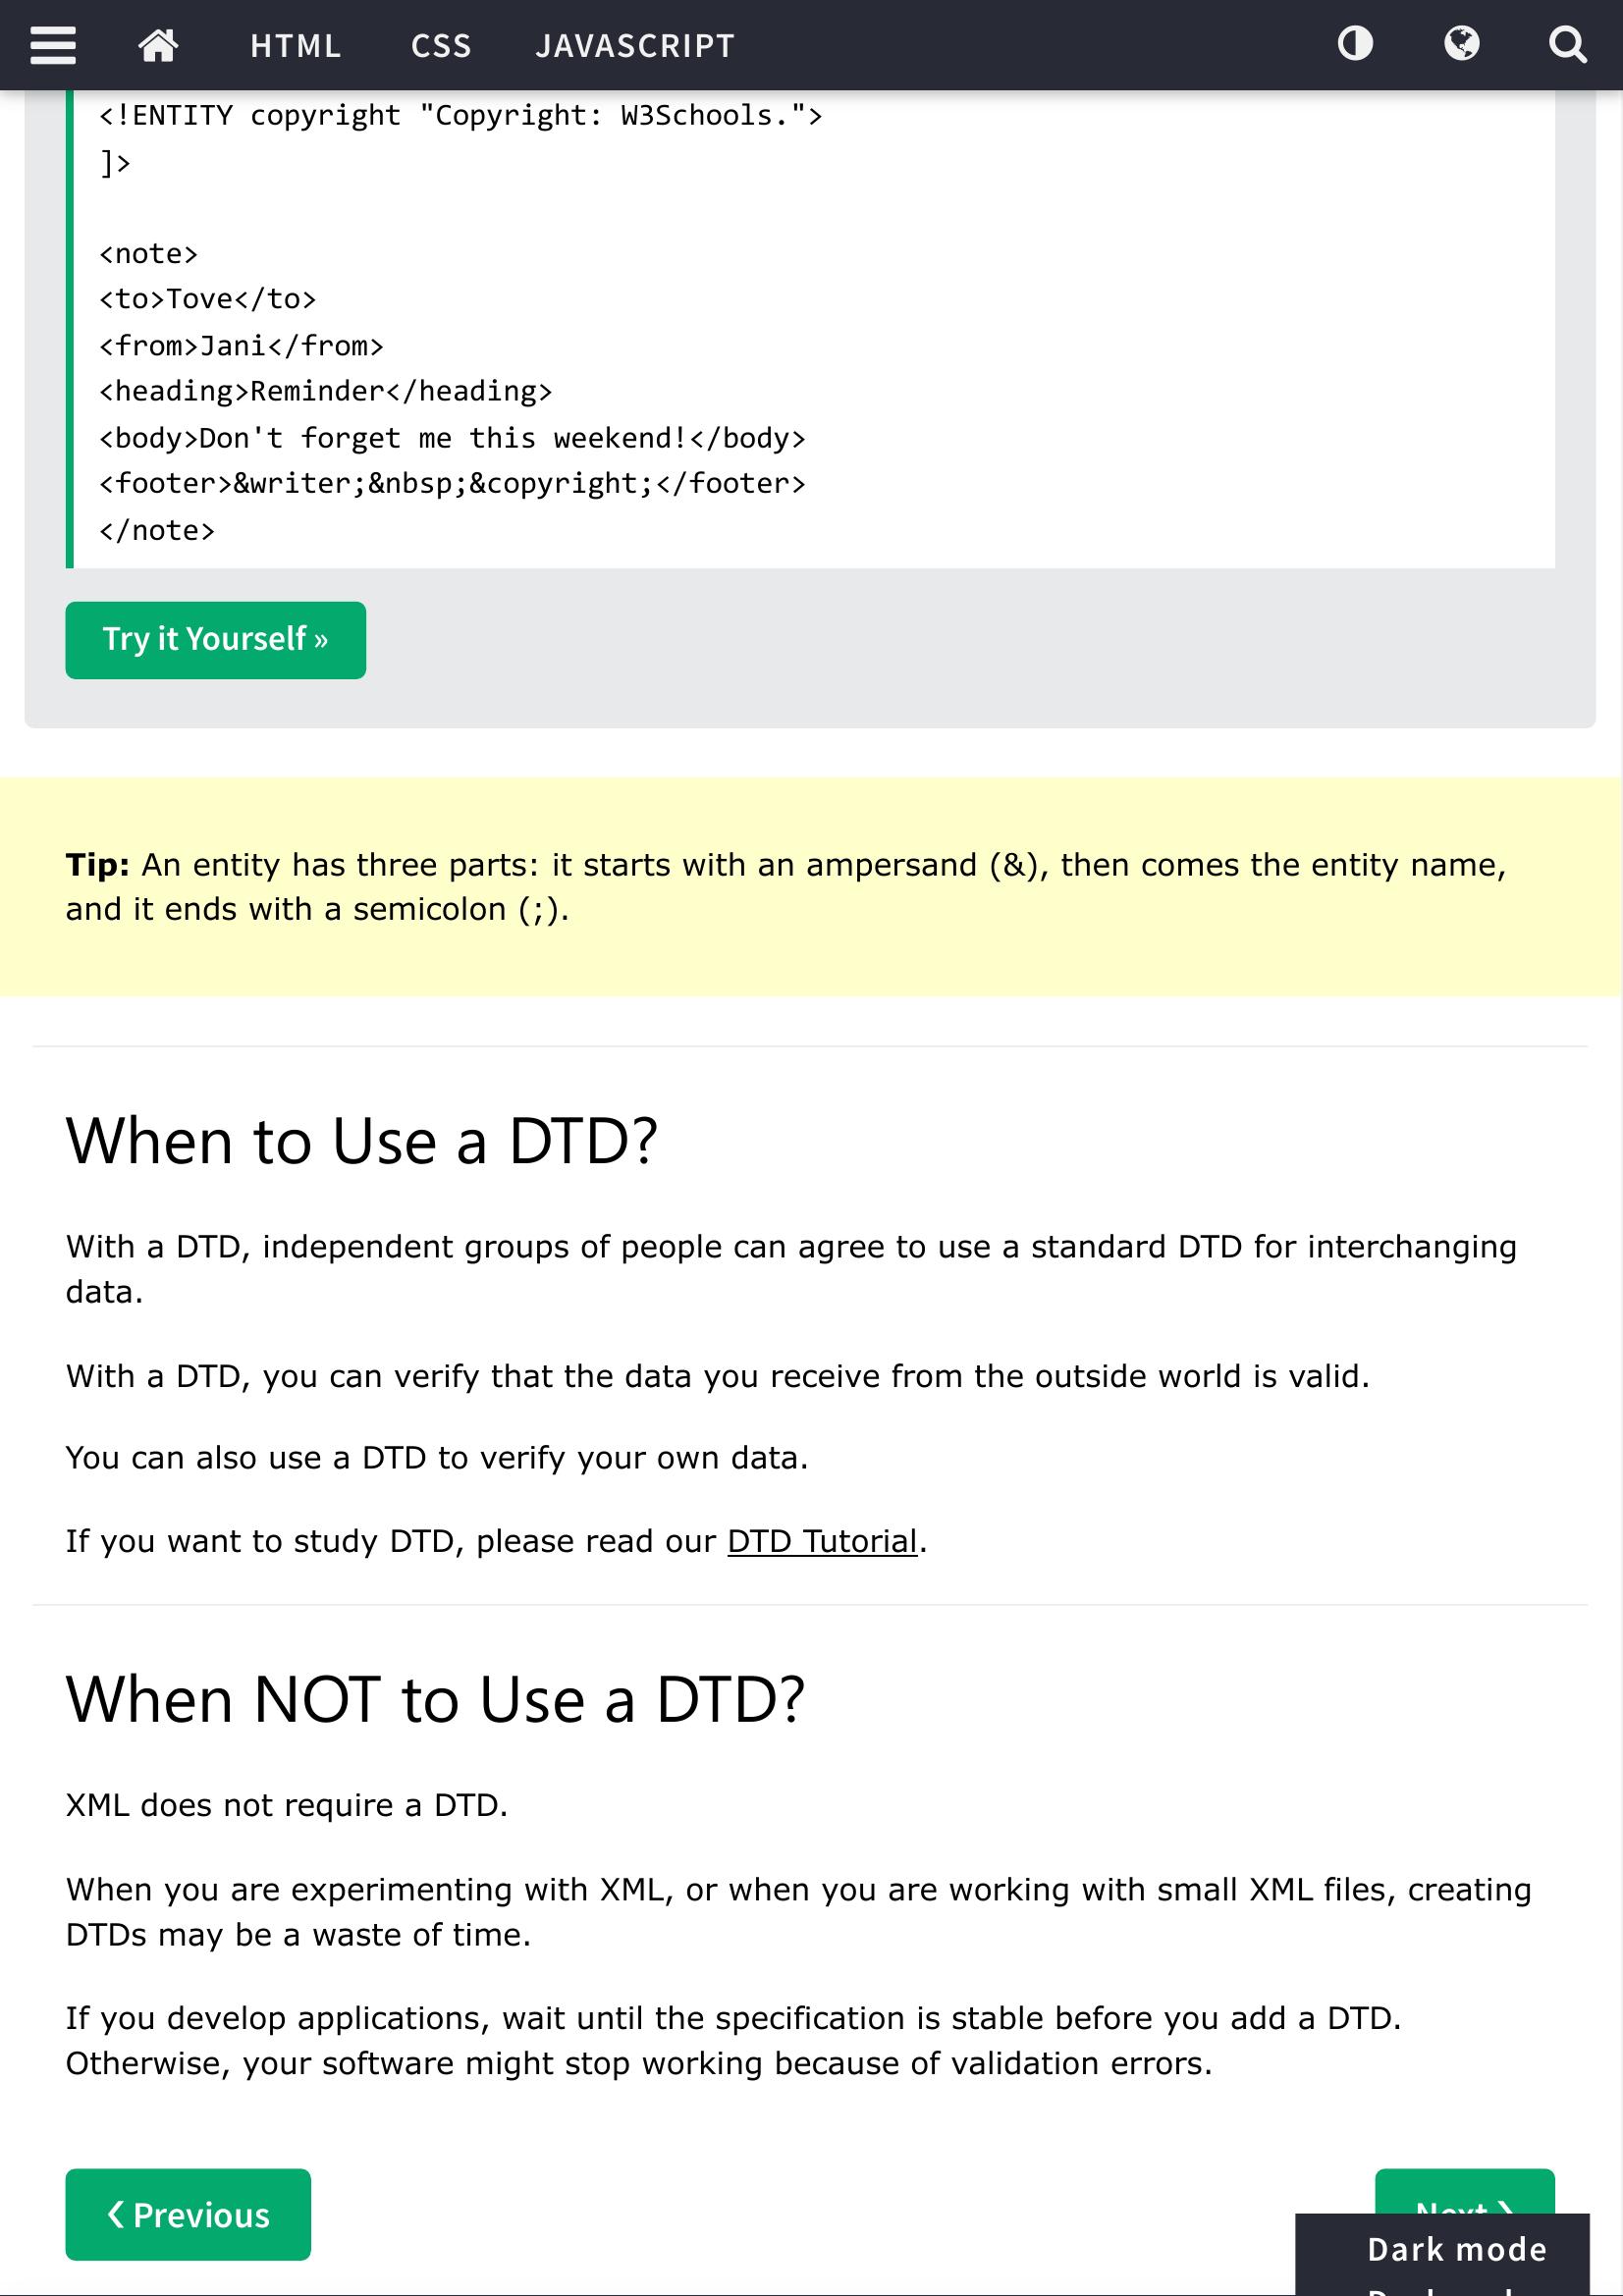 HTML CSS JAVASCRIPT
<!ENTITY copyright "Copyright: W3Schools.">
]>
<note>
<to>Tove</to>
<from>Jani</from>
<heading>Reminder</heading>
<body>Don't forget me this weekend!</body>
<footer>&writer;&nbsp;&copyright;</footer>
</note>
Try it Yourself »
Tip: An entity has three parts: it starts with an ampersand (&), then comes the entity name,
and it ends with a semicolon (;).
When to Use a DTD?
With a DTD, independent groups of people can agree to use a standard DTD for interchanging
data.
With a DTD, you can verify that the data you receive from the outside world is valid.
You can also use a DTD to verify your own data.
If you want to study DTD, please read our DTD Tutorial.
When NOT to Use a DTD?
XML does not require a DTD.
When you are experimenting with XML, or when you are working with small XML files, creating
DTDs may be a waste of time.
If you develop applications, wait until the specification is stable before you add a DTD.
Otherwise, your software might stop working because of validation errors.
❮ Previous
Next ❯
Dark mode